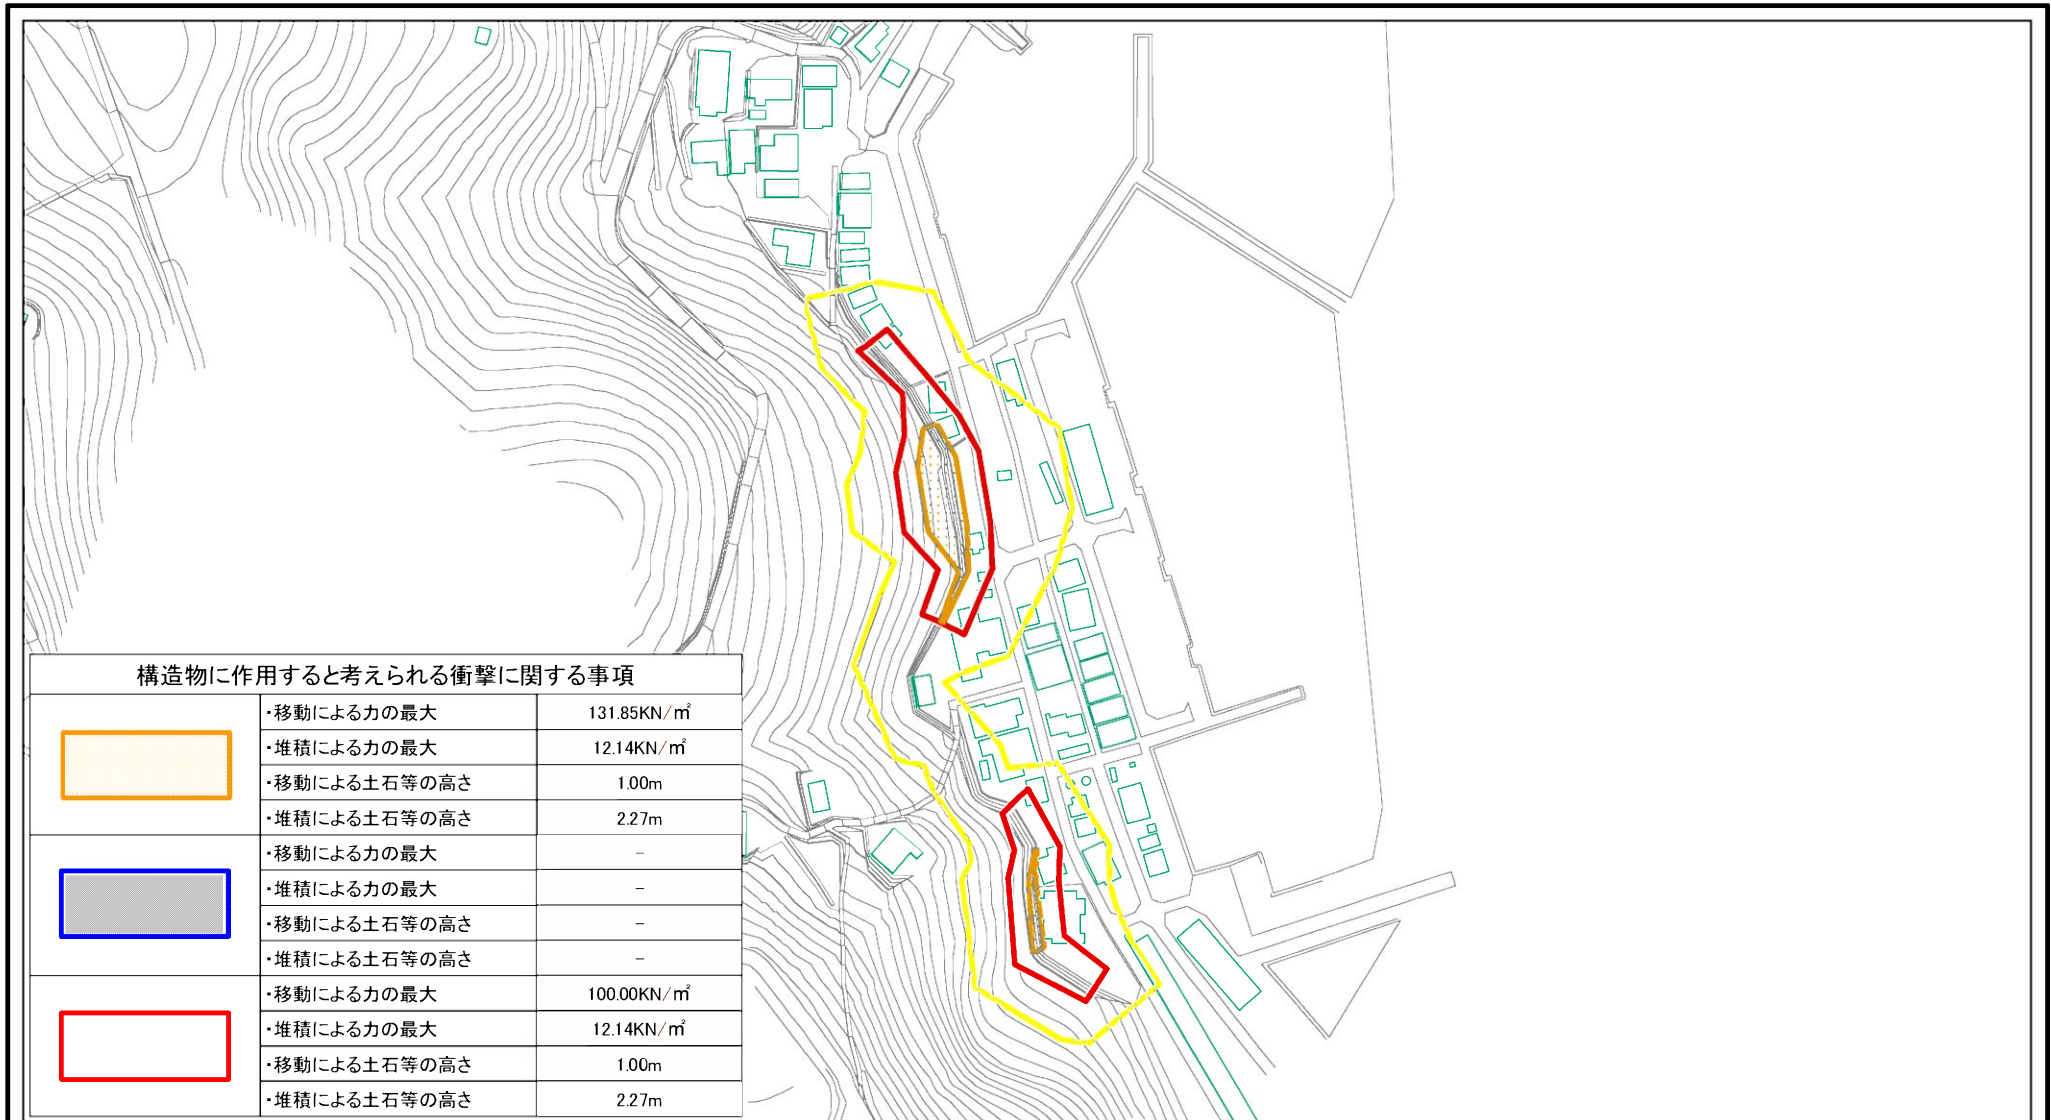 構造物に作用すると考えられる衝撃に関する事項
・移動による力の最大 131.85KN/㎡
・堆積による力の最大 12.14KN/㎡
・移動による土石等の高さ 1.00m
・堆積による土石等の高さ 2.27m
・移動による力の最大 −
・堆積による力の最大 −
・移動による土石等の高さ −
・堆積による土石等の高さ −
・移動による力の最大 100.00KN/㎡
・堆積による力の最大 12.14KN/㎡
・移動による土石等の高さ 1.00m
・堆積による土石等の高さ 2.27m